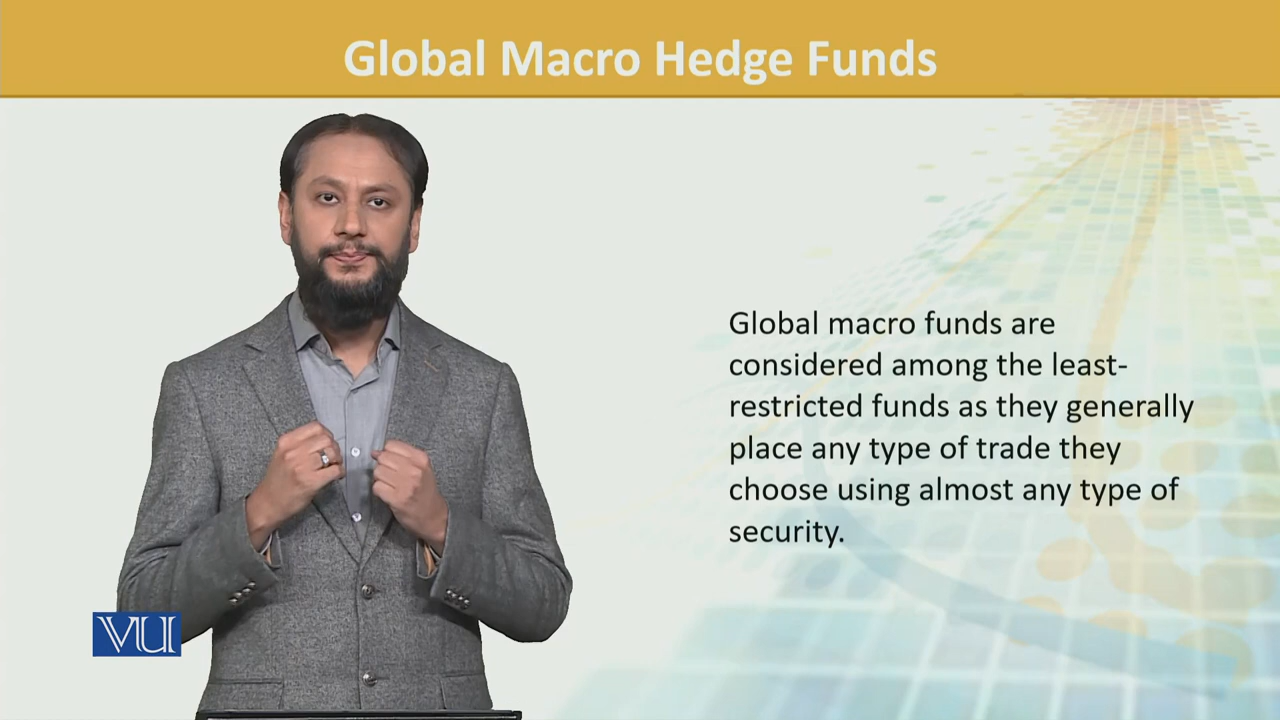 Global Macro Hedge Funds
Global macro funds are
considered among the least-
restricted funds as they generally
place any type of trade they
choose using almost any type of
security.
VU